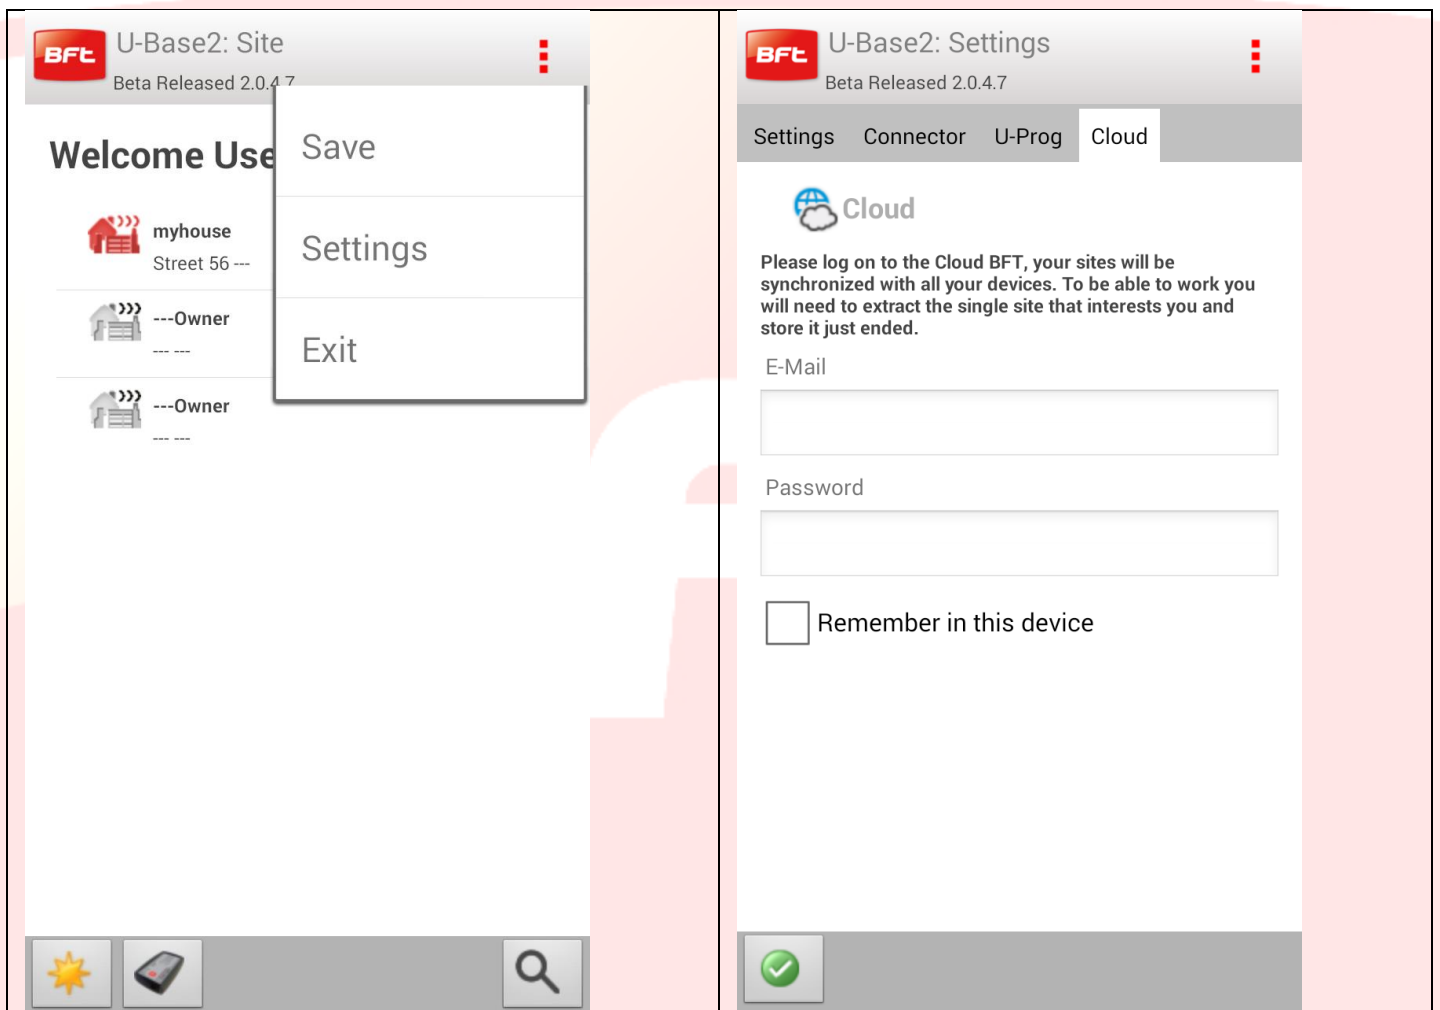 BFt
U-Base2: Site
Beta Released 2.0.4.7
Save
Settings
Exit
Welcome Use
myhouse
Street 56 ---
---Owner
--- ---
---Owner
--- ---
BFt
U-Base2: Settings
Beta Released 2.0.4.7
Settings Connector U-Prog Cloud
Cloud
Please log on to the Cloud BFT, your sites will be
synchronized with all your devices. To be able to work you
will need to extract the single site that interests you and
store it just ended.
E-Mail
Password
Remember in this device